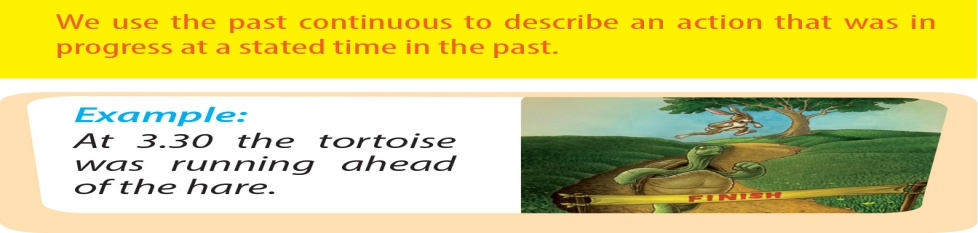 We use the past continuous to describe an action that was in
progress at a stated time in the past.
Example:
At 3.30 the tortoise
was running ahead
of the hare.
FINISH